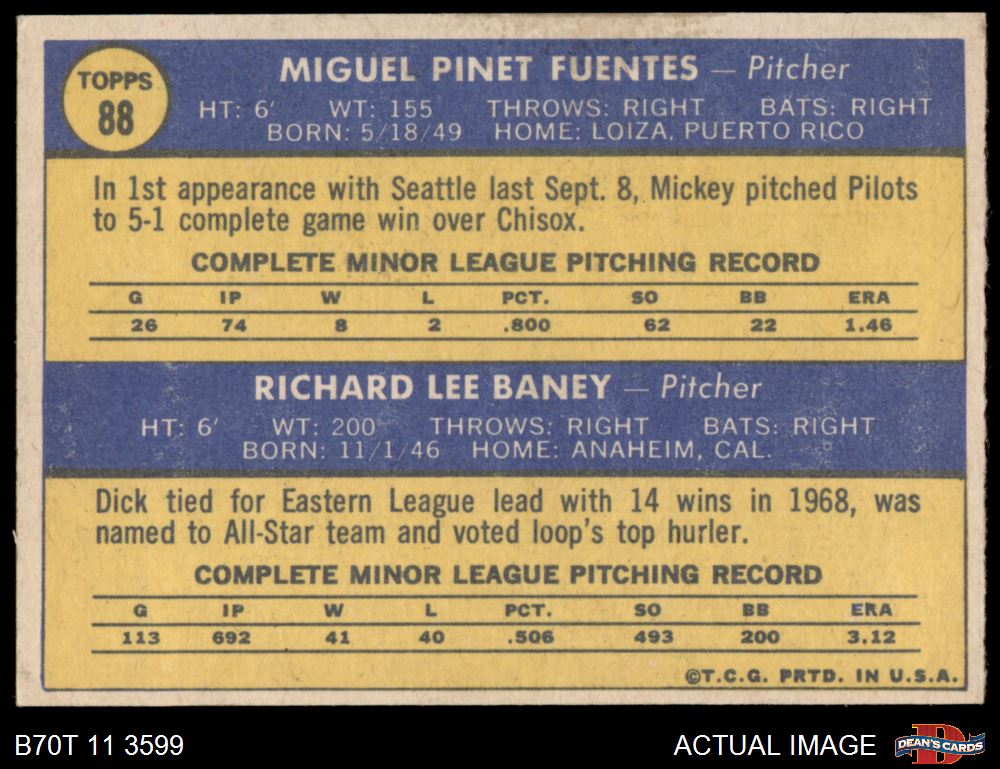 TOPPS
88
MIGUEL PINET FUENTES — Pitcher
HT: 6' WT: 155 THROWS: RIGHT BATS: RIGHT
BORN: 5/18/49 HOME: LOIZA, PUERTO RICO
In 1st appearance with Seattle last Sept. 8, Mickey pitched Pilots
to 5-1 complete game win over Chisox.
COMPLETE MINOR LEAGUE PITCHING RECORD
G IP W L PCT. SO BB ERA
26 74 8 2 .800 62 22 1.46
RICHARD LEE BANEY — Pitcher
HT: 6' WT: 200 THROWS: RIGHT BATS: RIGHT
BORN: 11/1/46 HOME: ANAHEIM, CAL.
Dick tied for Eastern League lead with 14 wins in 1968, was
named to All-Star team and voted loop's top hurler.
COMPLETE MINOR LEAGUE PITCHING RECORD
G IP W L PCT. SO BB ERA
113 692 41 40 .506 493 200 3.12
©T.C.G. PRTD. IN U.S.A.
B70T 11 3599 ACTUAL IMAGE DEAN'S CARDS